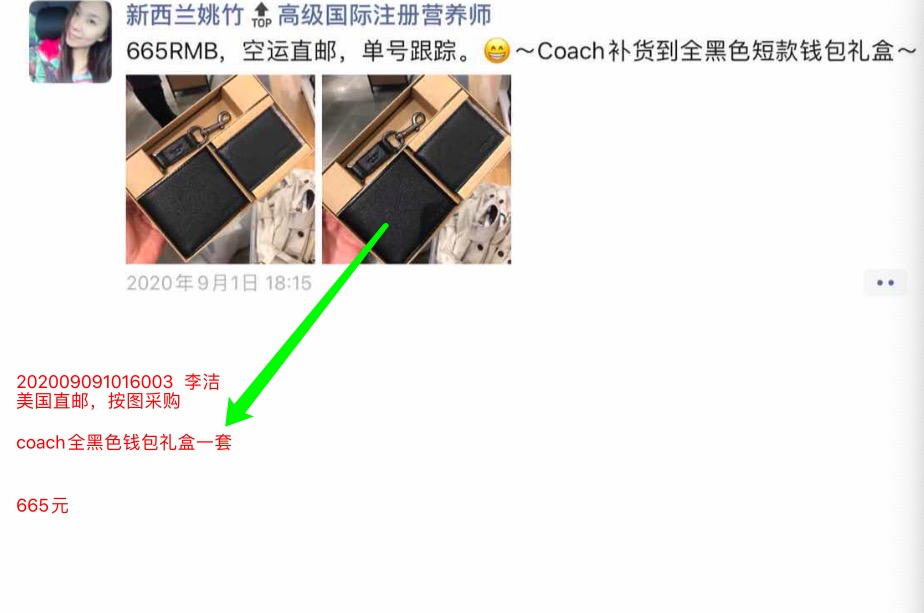 新西兰姚竹 TOP 高级国际注册营养师
665RMB，空运直邮，单号跟踪。😁～Coach补货到全黑色短款钱包礼盒～
2020年9月1日 18:15
202009091016003 李洁
美国直邮，按图采购
coach全黑色钱包礼盒一套
665元